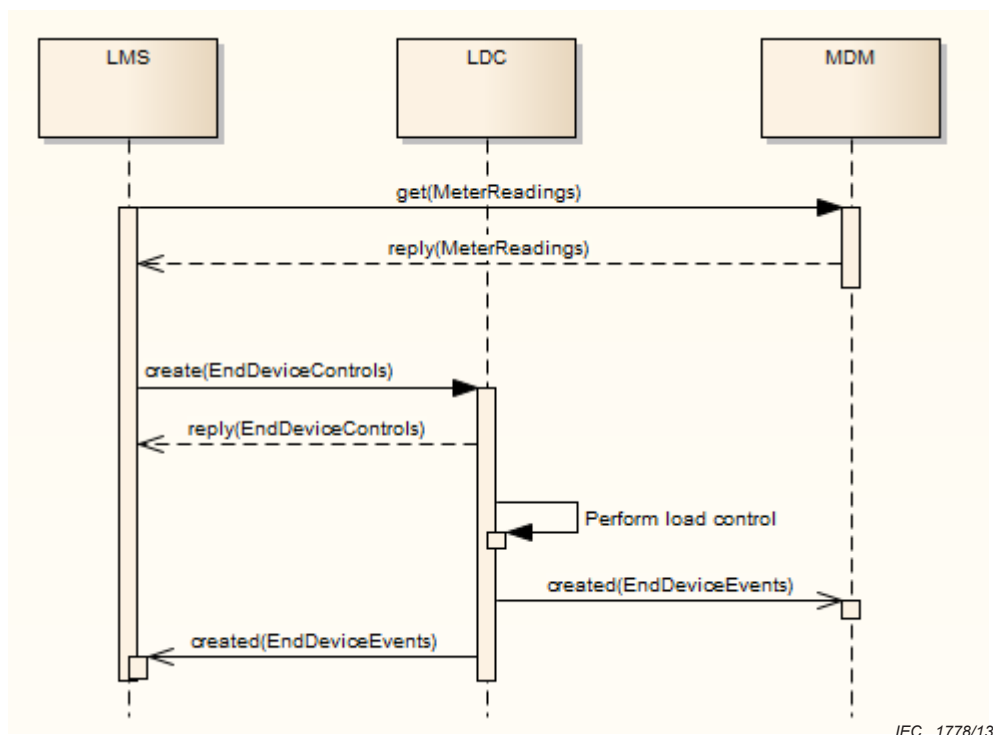 LMS
LDC
MDM
get(MeterReadings)
reply(MeterReadings)
create(EndDeviceControls)
reply(EndDeviceControls)
Perform load control
created(EndDeviceEvents)
created(EndDeviceEvents)
IEC 1778/13